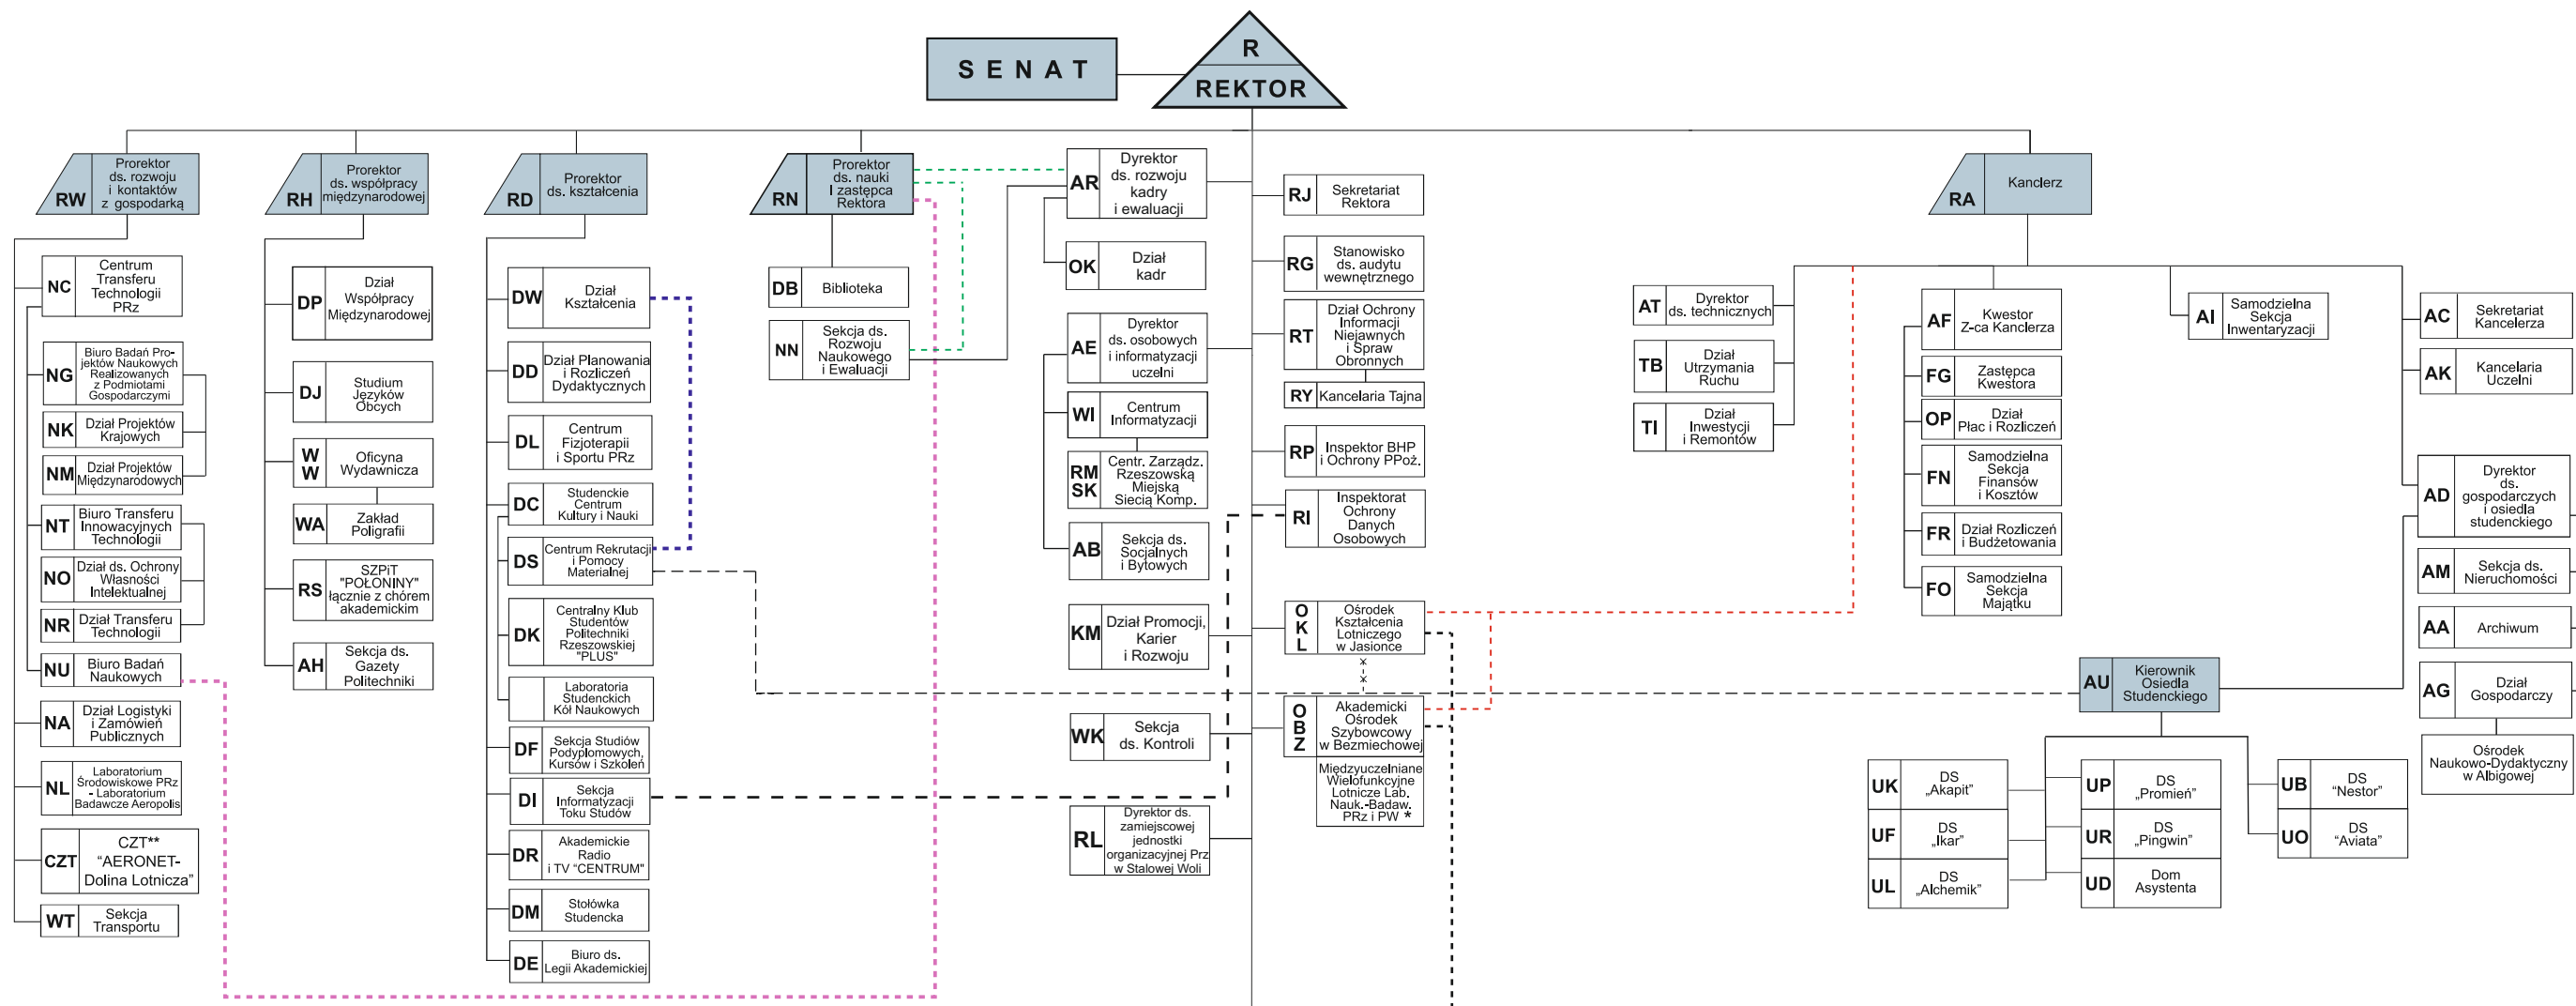 S E N A T
R
REKTOR
RW
Prorektor
ds. rozwoju
i kontaktów
z gospodarką
RH
Prorektor
ds. współpracy
międzynarodowej
RD
Prorektor
ds. kształcenia
RN
Prorektor
ds. nauki
I zastępca
Rektora
RA
Kanclerz
NC
Centrum
Transferu
Technologii
PRz
NG
Biuro Badań Pro-
jektów Naukowych
Realizowanych
z Podmiotami
Gospodarczymi
NK
Dział Projektów
Krajowych
NM
Dział Projektów
Międzynarodowych
NT
Biuro Transferu
Innowacyjnych
Technologii
NO
Dział ds. Ochrony
Własności
Intelektualnej
NR
Dział Transferu
Technologii
NU
Biuro Badań
Naukowych
NA
Dział Logistyki
i Zamówień
Publicznych
NL
Laboratorium
Środowiskowe PRz
- Laboratorium
Badawcze Aeropolis
CZT
CZT**
"AERONET-
Dolina Lotnicza”
WT
Sekcja
Transportu
DP
Dział
Współpracy
Międzynarodowej
DJ
Studium
Języków
Obcych
W
W
Oficyna
Wydawnicza
WA
Zakład
Poligrafii
RS
SZPiT
"POŁONINY"
łącznie z chórem
akademickim
AH
Sekcja ds.
Gazety
Politechniki
DW
Dział
Kształcenia
DD
Dział Planowania
i Rozliczeń
Dydaktycznych
DL
Centrum
Fizjoterapii
i Sportu PRz
DC
Studenckie
Centrum
Kultury i Nauki
DS
Centrum Rekrutacji
i Pomocy
Materialnej
DK
Centralny Klub
Studentów
Politechniki
Rzeszowskiej
"PLUS"
Laboratoria
Studenckich
Kół Naukowych
DF
Sekcja Studiów
Podyplomowych,
Kursów i Szkoleń
DI
Sekcja
Informatyzacji
Toku Studów
DR
Akademickie
Radio
i TV "CENTRUM"
DM
Stołówka
Studencka
DE
Biuro ds.
Legii Akademickiej
DB
Biblioteka
NN
Sekcja ds.
Rozwoju
Naukowego
i Ewaluacji
AR
Dyrektor
ds. rozwoju
kadry
i ewaluacji
OK
Dział
kadr
AE
Dyrektor
ds. osobowych
i informatyzacji
uczelni
WI
Centrum
Informatyzacji
RM
SK
Centr. Zarządz.
Rzeszowską
Miejską
Siecią Komp.
AB
Sekcja ds.
Socjalnych
i Bytowych
KM
Dział Promocji,
Karier
i Rozwoju
WK
Sekcja
ds. Kontroli
RL
Dyrektor ds.
zamiejscowej
jednostki
organizacyjnej Prz
w Stalowej Woli
RJ
Sekretariat
Rektora
RG
Stanowisko
ds. audytu
wewnętrznego
RT
Dział Ochrony
Informacji
Niejawnych
i Spraw
Obronnych
RY
Kancelaria Tajna
RP
Inspektor BHP
i Ochrony PPoż.
RI
Inspektorat
Ochrony
Danych
Osobowych
O
K
L
Ośrodek
Kształcenia
Lotniczego
w Jasionce
O
B
Z
Akademicki
Ośrodek
Szybowcowy
w Bezmiechowej
Międzyuczelniane
Wielofunkcyjne
Lotnicze Lab.
Nauk.-Badaw.
PRz i PW *
AT
Dyrektor
ds. technicznych
TB
Dział
Utrzymania
Ruchu
TI
Dział
Inwestycji
i Remontów
AF
Kwestor
Z-ca Kanclerza
FG
Zastępca
Kwestora
OP
Dział
Płac i Rozliczeń
FN
Samodzielna
Sekcja
Finansów
i Kosztów
FR
Dział Rozliczeń
i Budżetowania
FO
Samodzielna
Sekcja
Majątku
AI
Samodzielna
Sekcja
Inwentaryzacji
AC
Sekretariat
Kancelerza
AK
Kancelaria
Uczelni
AD
Dyrektor
ds.
gospodarczych
i osiedla
studenckiego
AM
Sekcja ds.
Nieruchomości
AA
Archiwum
AG
Dział
Gospodarczy
Ośrodek
Naukowo-Dydaktyczny
w Albigowej
AU
Kierownik
Osiedla
Studenckiego
UK
DS
„Akapit”
UF
DS
„Ikar”
UL
DS
„Alchemik”
UP
DS
„Promień”
UR
DS
„Pingwin”
UD
Dom
Asystenta
UB
DS
"Nestor”
UO
DS
"Aviata”